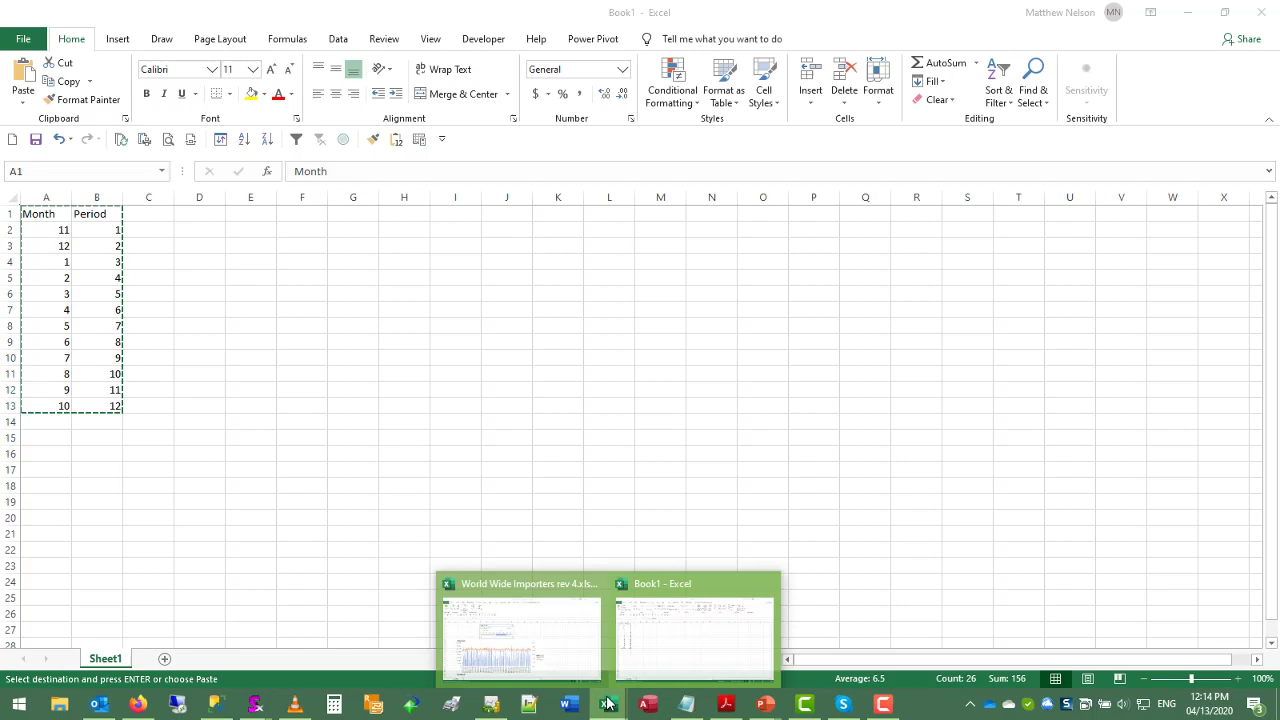 Book1 - Excel
Matthew Nelson
MN
File
Home
Insert
Draw
Page Layout
Formulas
Data
Review
View
Developer
Help
Power Pivot
Tell me what you want to do
Share
Paste
Cut
Copy
Format Painter
Clipboard
Calibri
11
B I U
Font
Wrap Text
Merge & Center
Alignment
General
$ % ,
Number
Conditional
Formatting
Format as
Table
Cell
Styles
Styles
Insert
Delete
Format
Cells
AutoSum
Fill
Clear
Sort &
Filter
Find &
Select
Editing
Sensitivity
Sensitivity
A1
fx
Month
A B C D E F G H I J K L M N O P Q R S T U V W X
1 Month Period
2 11 1
3 12 2
4 1 3
5 2 4
6 3 5
7 4 6
8 5 7
9 6 8
10 7 9
11 8 10
12 9 11
13 10 12
14
15
16
17
18
19
20
21
22
23
24
25
26
27
28
World Wide Importers rev 4.xls...
Book1 - Excel
Sheet1
Select destination and press ENTER or choose Paste
Average: 6.5
Count: 26
Sum: 156
100%
ENG
12:14 PM
04/13/2020